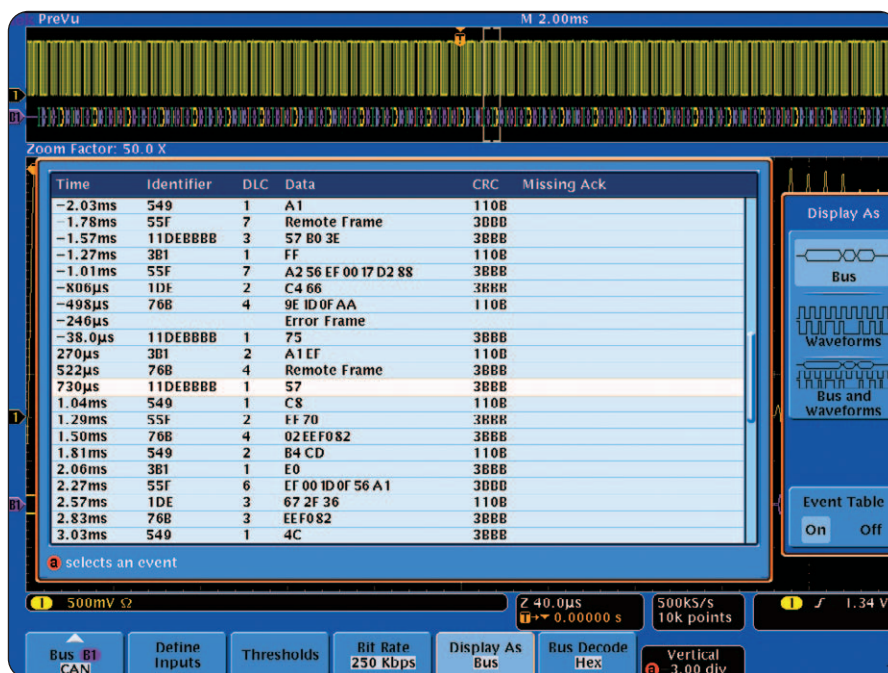 PreVu M 2.00ms
T
1
B1
Zoom Factor: 50.0 X
Time Identifier DLC Data CRC Missing Ack
-2.03ms 549 1 A1 110B
-1.78ms 55F 7 Remote Frame 3BBB
-1.57ms 11DEBBBB 3 57 B0 3E 3BBB
-1.27ms 3B1 1 FF 110B
-1.01ms 55F 7 A2 56 EF 00 17 D2 88 3BBB
-806µs 1DE 2 C4 66 3BBB
-498µs 76B 4 9E 1D 0F AA 110B
-246µs Error Frame
-38.0µs 11DEBBBB 1 75 3BBB
270µs 3B1 2 A1 EF 110B
522µs 76B 4 Remote Frame 3BBB
730µs 11DEBBBB 1 57 3BBB
1.04ms 549 1 C8 110B
1.29ms 55F 2 EF 70 3BBB
1.50ms 76B 4 02 EE F0 82 3BBB
1.81ms 549 2 B4 CD 110B
2.06ms 3B1 1 E0 3BBB
2.27ms 55F 6 EF 00 1D 0F 56 A1 3BBB
2.57ms 1DE 3 67 2F 36 110B
2.83ms 76B 3 EE F0 82 3BBB
3.03ms 549 1 4C 3BBB
a selects an event
Display As
Bus
Waveforms
Bus and
Waveforms
Event Table
On Off
1
B1
1 500mV Ω
Z 40.0µs
T 0.00000 s
500kS/s
10k points
1 1.34 V
Bus B1
CAN
Define
Inputs
Thresholds
Bit Rate
250 Kbps
Display As
Bus
Bus Decode
Hex
Vertical
a -3.00 div